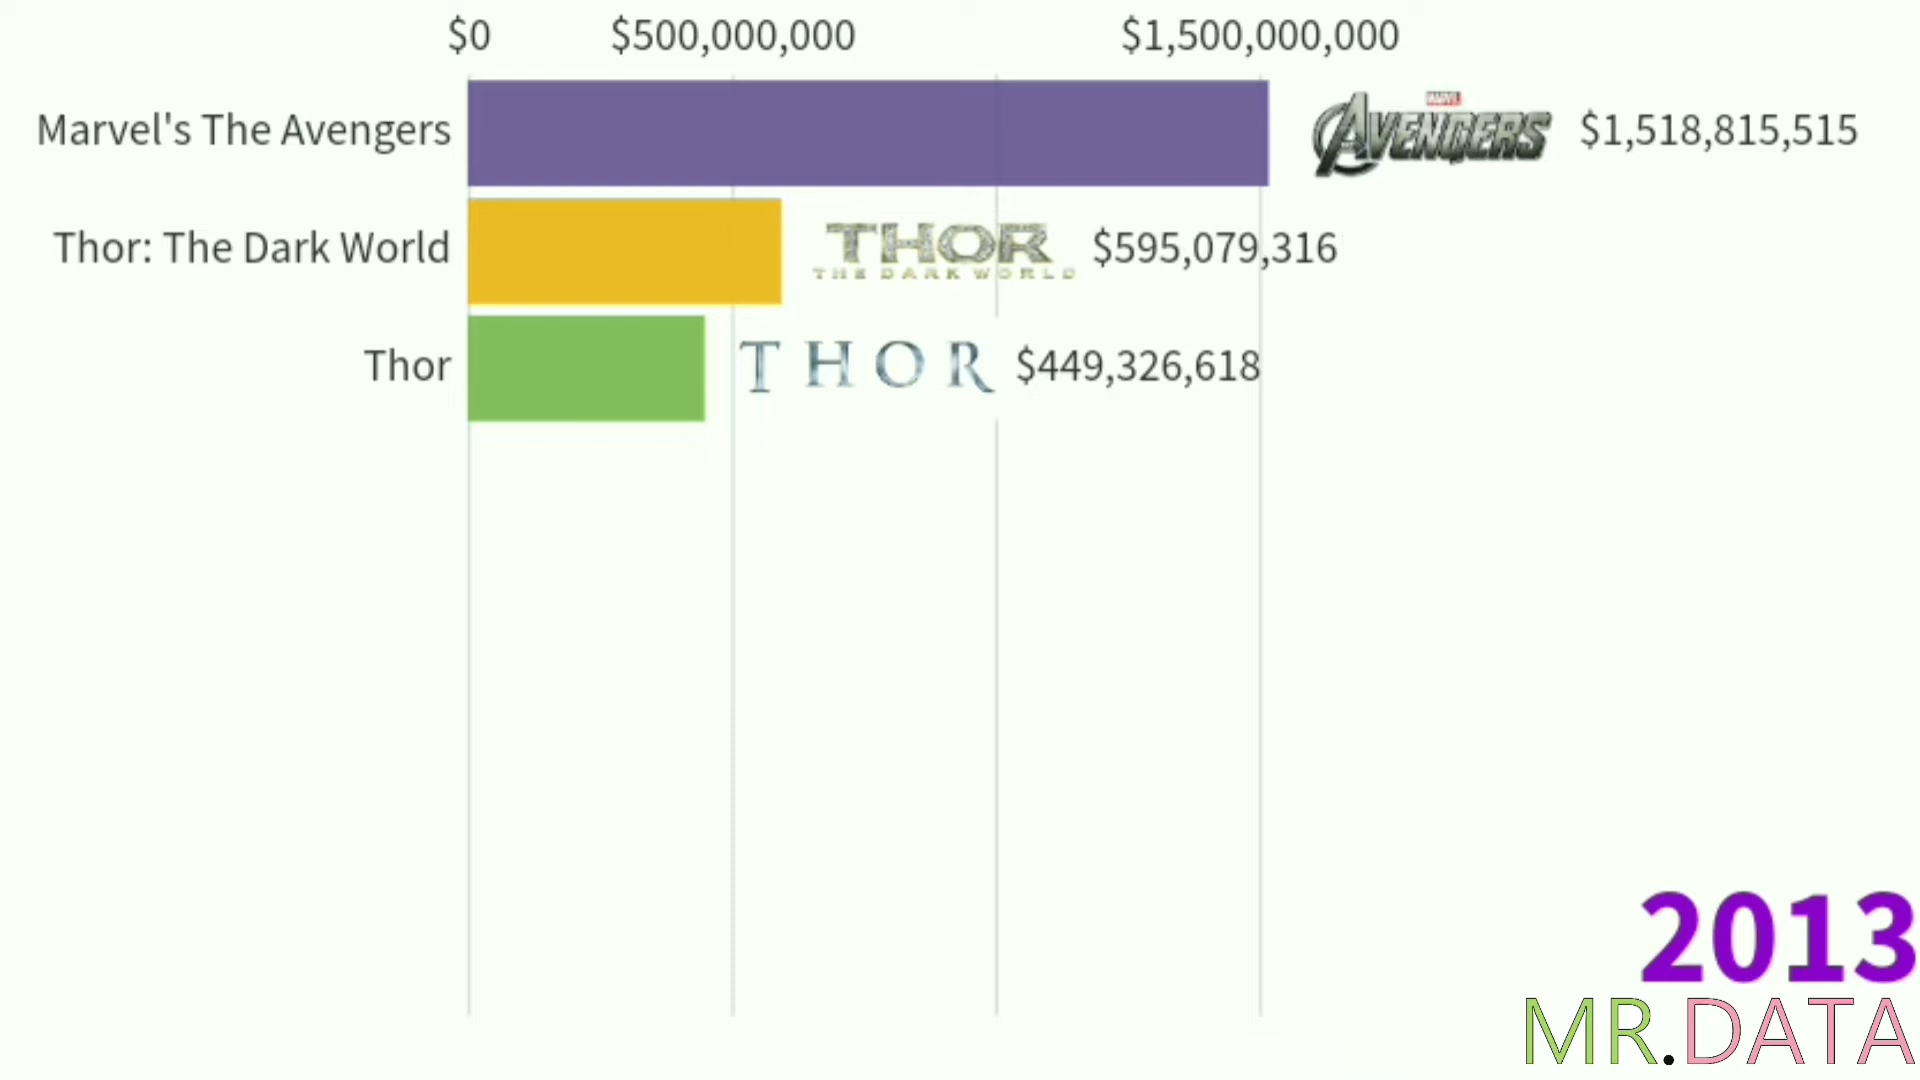 $0 $500,000,000 $1,500,000,000
Marvel's The Avengers MARVEL AVENGERS $1,518,815,515
Thor: The Dark World THOR THE DARK WORLD $595,079,316
Thor THOR $449,326,618
2013
MR.DATA